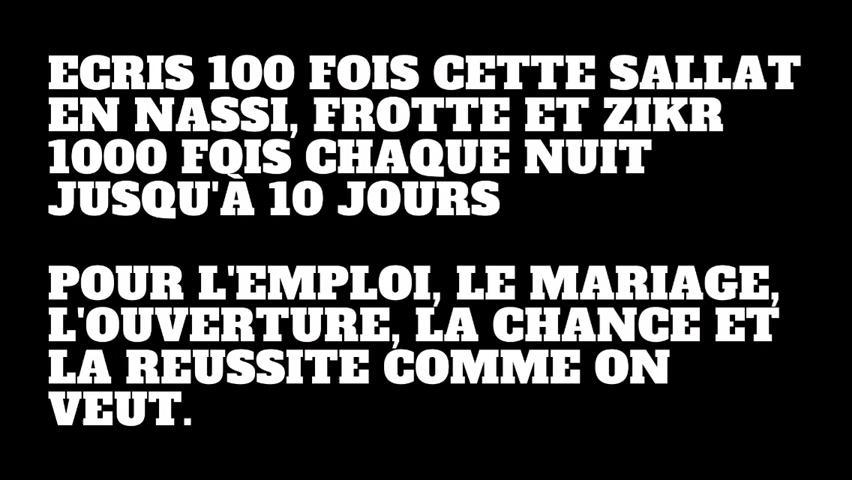 ECRIS 100 FOIS CETTE SALLAT
EN NASSI, FROTTE ET ZIKR
1000 FOIS CHAQUE NUIT
JUSQU'À 10 JOURS
POUR L'EMPLOI, LE MARIAGE,
L'OUVERTURE, LA CHANCE ET
LA REUSSITE COMME ON
VEUT.